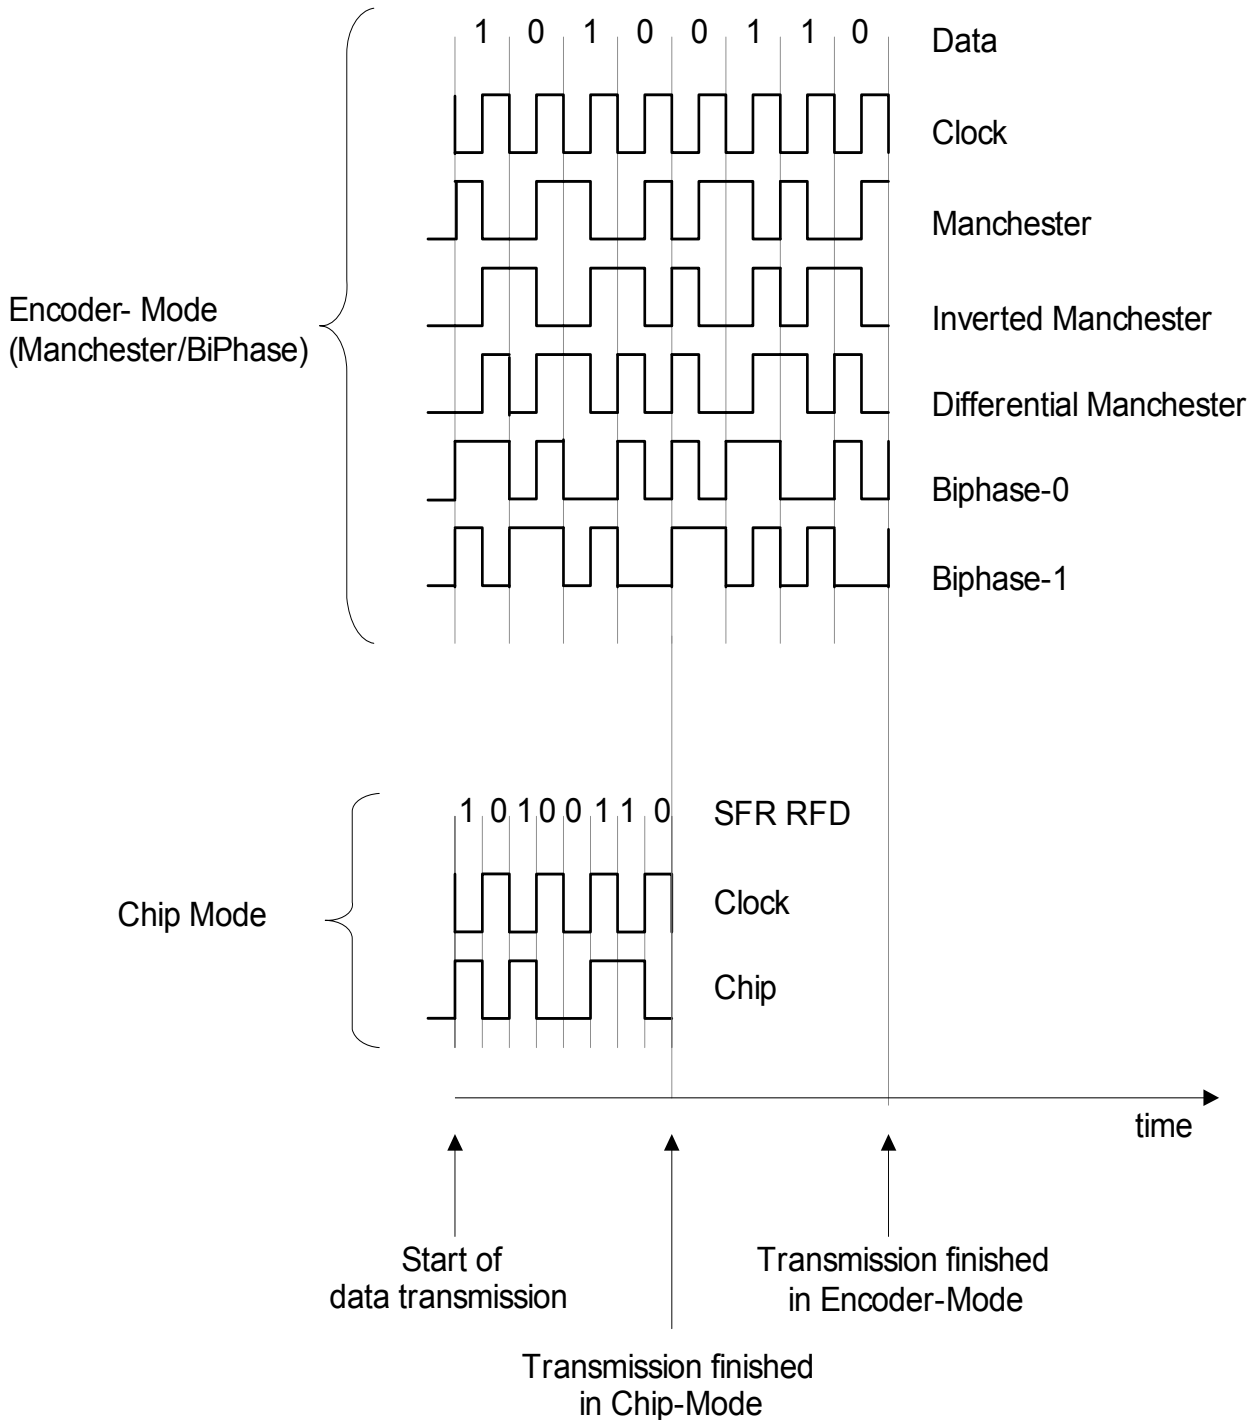 1 0 1 0 0 1 1 0 Data
Clock
Manchester
Inverted Manchester
Differential Manchester
Biphase-0
Biphase-1
Encoder- Mode
(Manchester/BiPhase)
1 0 1 0 0 1 1 0 SFR RFD
Clock
Chip
Chip Mode
time
Start of
data transmission
Transmission finished
in Encoder-Mode
Transmission finished
in Chip-Mode